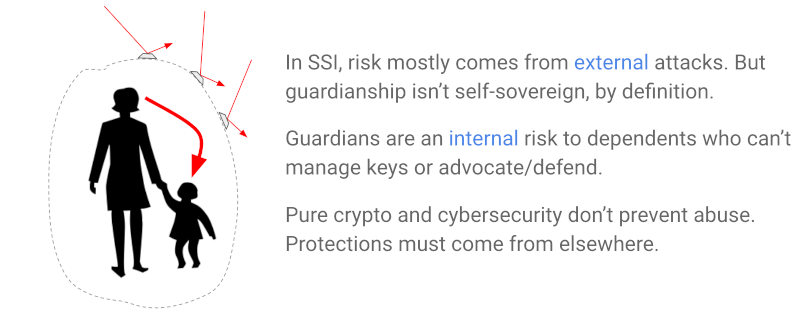 In SSI, risk mostly comes from external attacks. But
guardianship isn’t self-sovereign, by definition.
Guardians are an internal risk to dependents who can’t
manage keys or advocate/defend.
Pure crypto and cybersecurity don’t prevent abuse.
Protections must come from elsewhere.